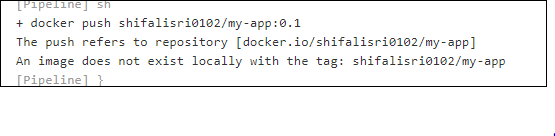 [Pipeline] sh
+ docker push shifalisri0102/my-app:0.1
The push refers to repository [docker.io/shifalisri0102/my-app]
An image does not exist locally with the tag: shifalisri0102/my-app
[Pipeline] }